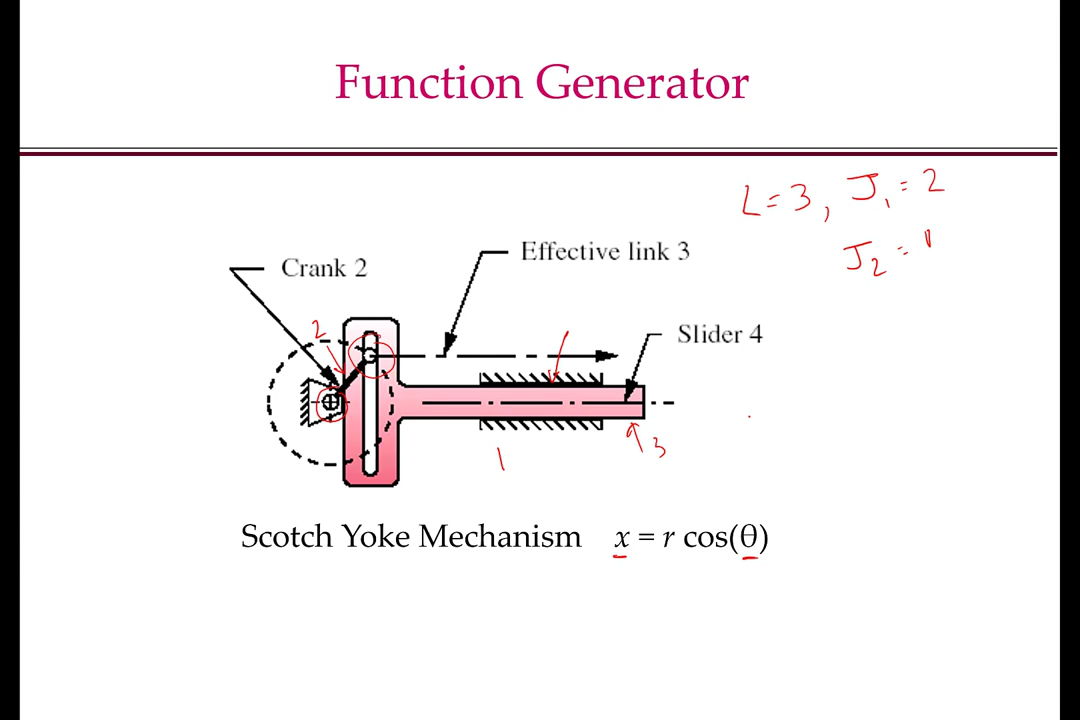 Function Generator
L = 3, J₁ = 2
J₂ = 1
Effective link 3
Crank 2
2
Slider 4
1
3
Scotch Yoke Mechanism x = r cos(θ)